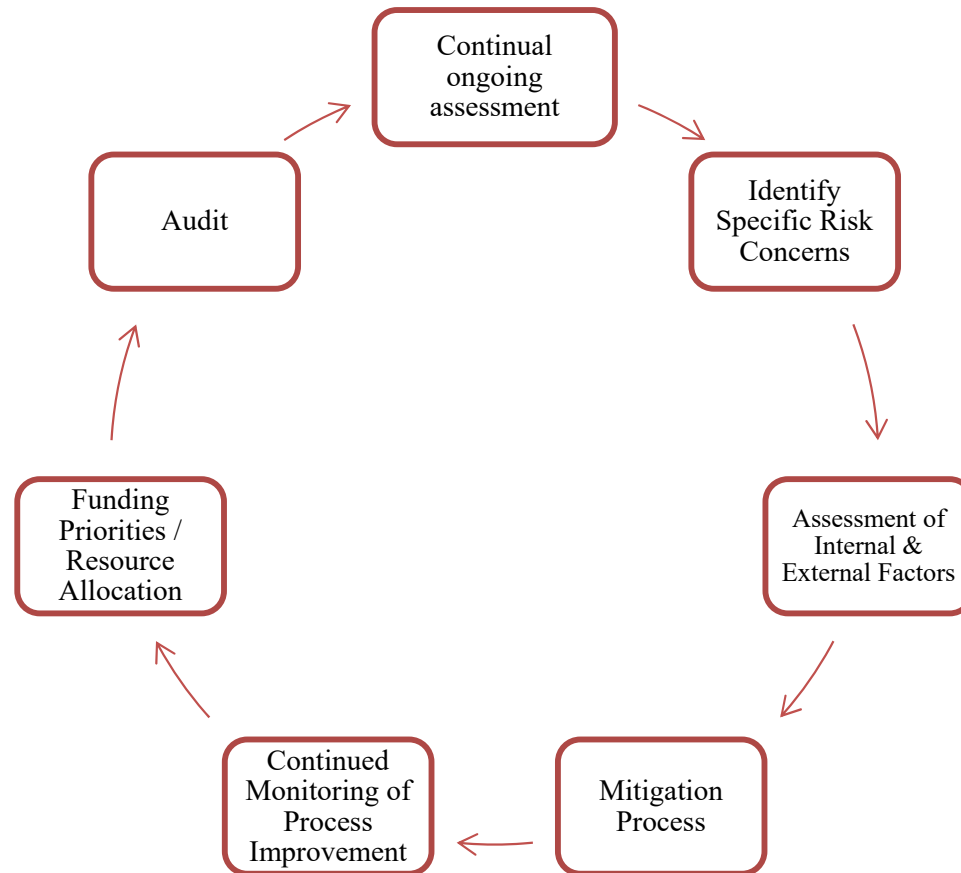 Continual
ongoing
assessment
Identify
Specific Risk
Concerns
Assessment of
Internal &
External Factors
Mitigation
Process
Continued
Monitoring of
Process
Improvement
Funding
Priorities /
Resource
Allocation
Audit